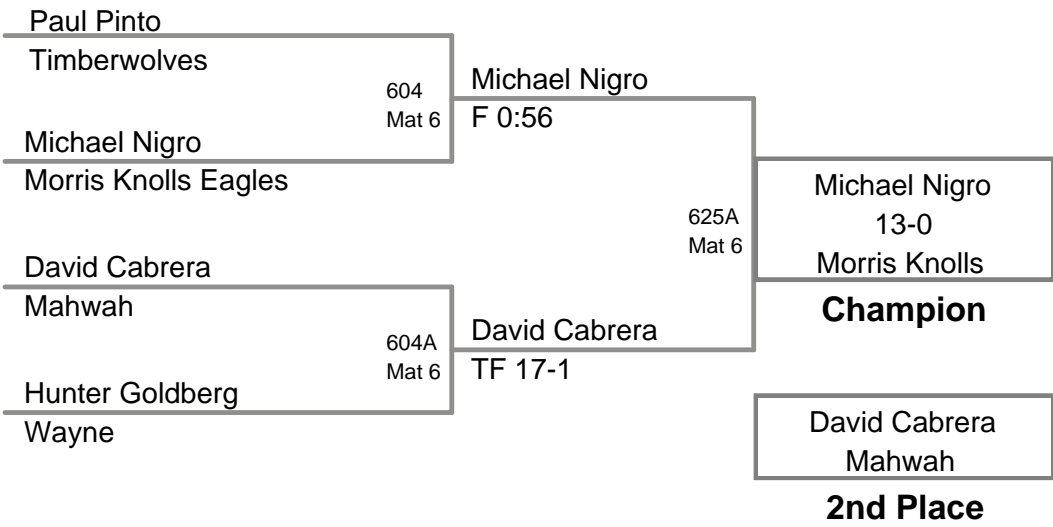 Paul Pinto
Timberwolves
604
Mat 6
Michael Nigro
Morris Knolls Eagles
Michael Nigro
F 0:56
David Cabrera
Mahwah
604A
Mat 6
Hunter Goldberg
Wayne
David Cabrera
TF 17-1
625A
Mat 6
Michael Nigro
13-0
Morris Knolls
Champion
David Cabrera
Mahwah
2nd Place